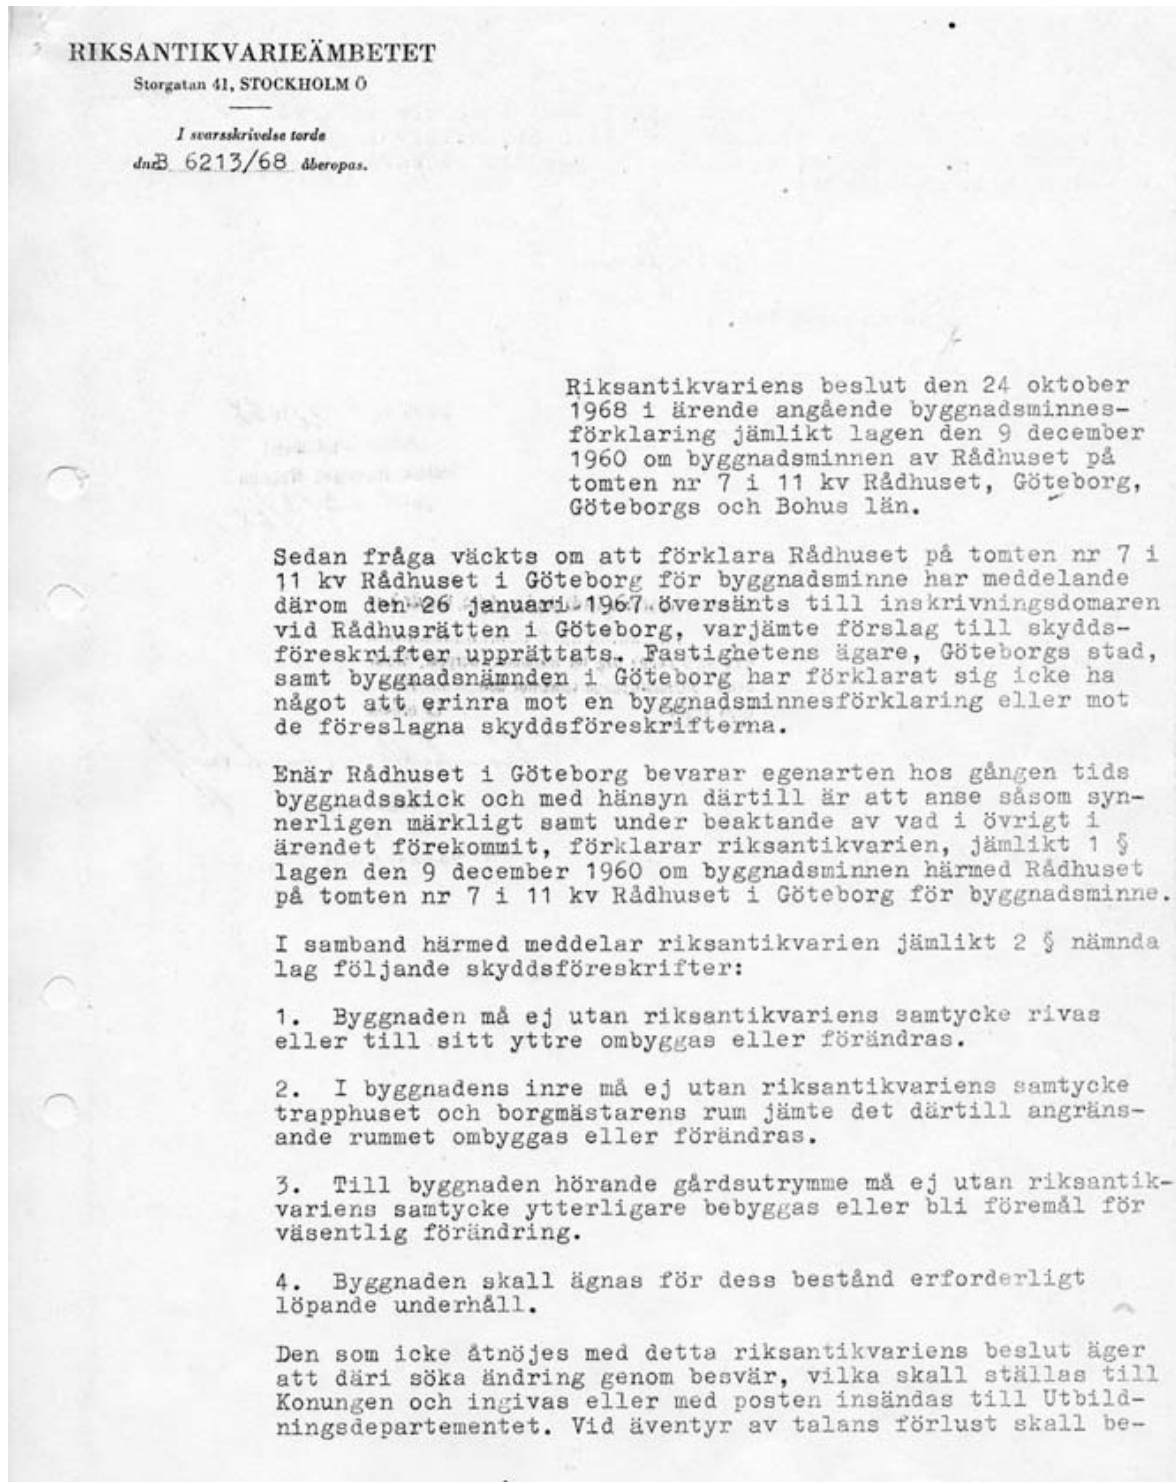 RIKSANTIKVARIEÄMBETET
Storgatan 41, STOCKHOLM Ö
I svarsskrivelse torde
dnr B 6213/68 åberopas.
Riksantikvariens beslut den 24 oktober
1968 i ärende angående byggnadsminnes-
förklaring jämlikt lagen den 9 december
1960 om byggnadsminnen av Rådhuset på
tomten nr 7 i 11 kv Rådhuset, Göteborg,
Göteborgs och Bohus län.
Sedan fråga väckts om att förklara Rådhuset på tomten nr 7 i
11 kv Rådhuset i Göteborg för byggnadsminne har meddelande
därom den 26 januari 1967 översänts till inskrivningsdomaren
vid Rådhusrätten i Göteborg, varjämte förslag till skydds-
föreskrifter upprättats. Fastighetens ägare, Göteborgs stad,
samt byggnadsnämnden i Göteborg har förklarat sig icke ha
något att erinra mot en byggnadsminnesförklaring eller mot
de föreslagna skyddsföreskrifterna.
Enär Rådhuset i Göteborg bevarar egenarten hos gången tids
byggnadsskick och med hänsyn därtill är att anse såsom syn-
nerligen märkligt samt under beaktande av vad i övrigt i
ärendet förekommit, förklarar riksantikvarien, jämlikt 1 §
lagen den 9 december 1960 om byggnadsminnen härmed Rådhuset
på tomten nr 7 i 11 kv Rådhuset i Göteborg för byggnadsminne.
I samband härmed meddelar riksantikvarien jämlikt 2 § nämnda
lag följande skyddsföreskrifter:
1. Byggnaden må ej utan riksantikvariens samtycke rivas
eller till sitt yttre ombyggas eller förändras.
2. I byggnadens inre må ej utan riksantikvariens samtycke
trapphuset och borgmästarens rum jämte det därtill angräns-
ande rummet ombyggas eller förändras.
3. Till byggnaden hörande gårdsutrymme må ej utan riksantik-
variens samtycke ytterligare bebyggas eller bli föremål för
väsentlig förändring.
4. Byggnaden skall ägnas för dess bestånd erforderligt
löpande underhåll.
Den som icke åtnöjes med detta riksantikvariens beslut äger
att däri söka ändring genom besvär, vilka skall ställas till
Konungen och ingivas eller med posten insändas till Utbild-
ningsdepartementet. Vid äventyr av talans förlust skall be-